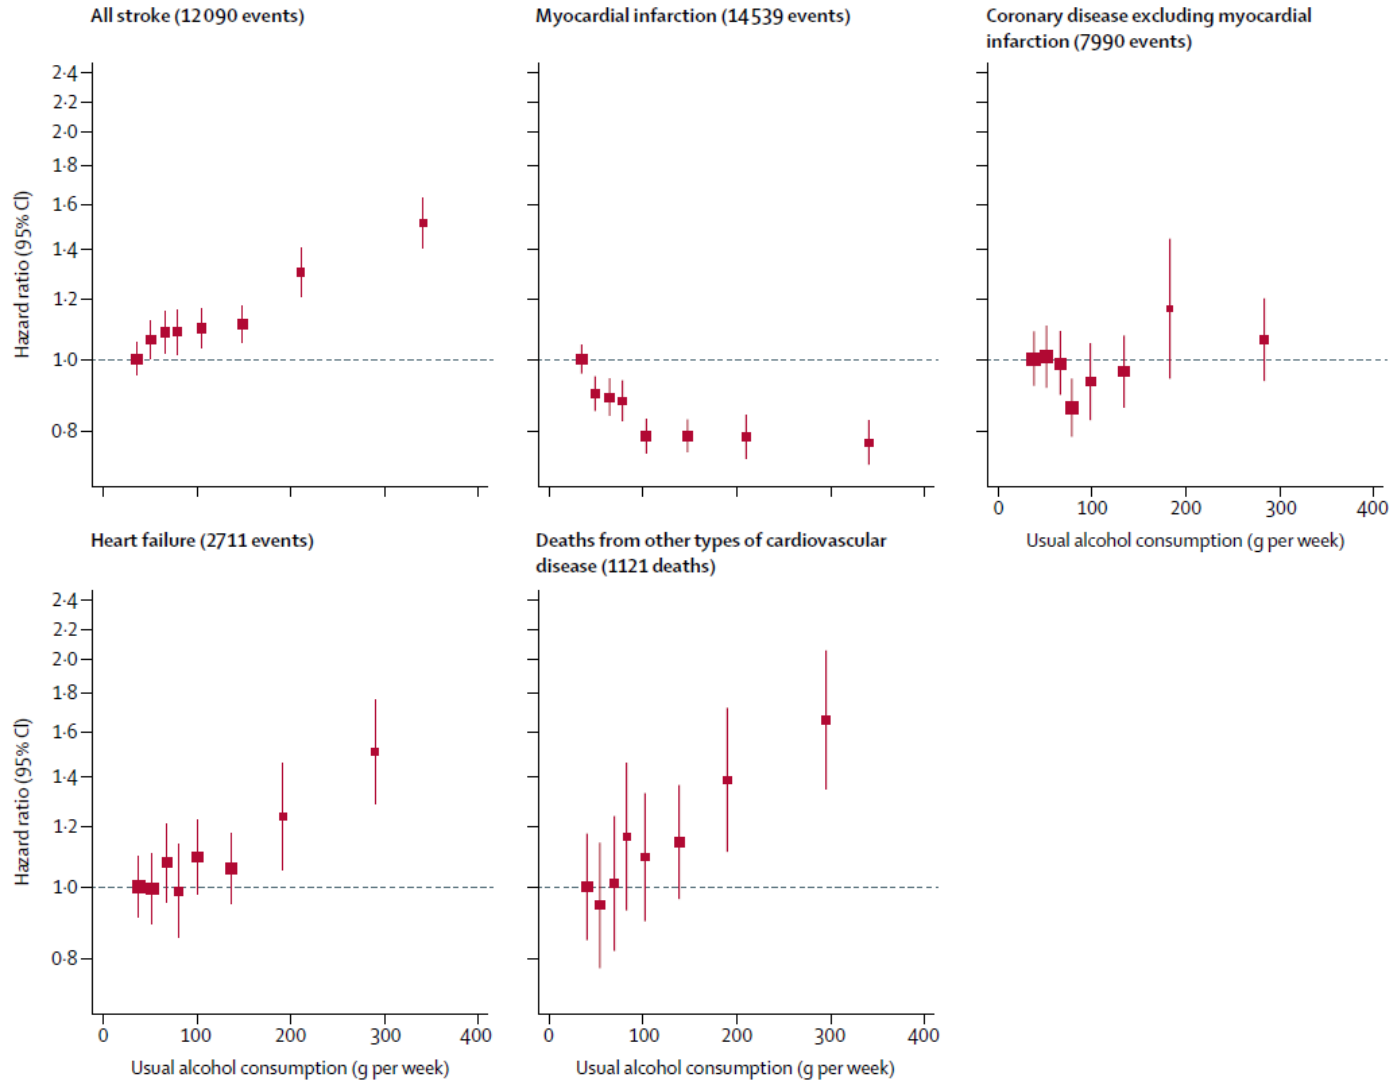 All stroke (12 090 events)
Myocardial infarction (14 539 events)
Coronary disease excluding myocardial
infarction (7990 events)
Hazard ratio (95% CI)
2·4
2·2
2·0
1·8
1·6
1·4
1·2
1·0
0·8
0
100
200
300
400
Usual alcohol consumption (g per week)
Heart failure (2711 events)
Deaths from other types of cardiovascular
disease (1121 deaths)
Hazard ratio (95% CI)
2·4
2·2
2·0
1·8
1·6
1·4
1·2
1·0
0·8
0
100
200
300
400
Usual alcohol consumption (g per week)
0
100
200
300
400
Usual alcohol consumption (g per week)